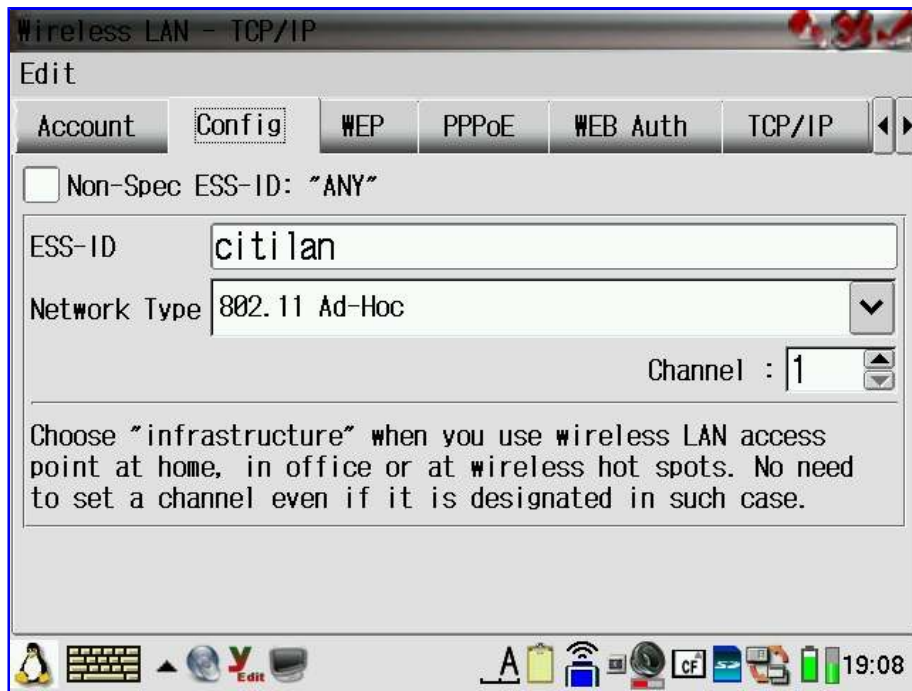 Wireless LAN - TCP/IP
Edit
Account Config WEP PPPoE WEB Auth TCP/IP
Non-Spec ESS-ID: "ANY"
ESS-ID citilan
Network Type 802.11 Ad-Hoc
Channel : 1
Choose "infrastructure" when you use wireless LAN access
point at home, in office or at wireless hot spots. No need
to set a channel even if it is designated in such case.
y Edit A CF 19:08